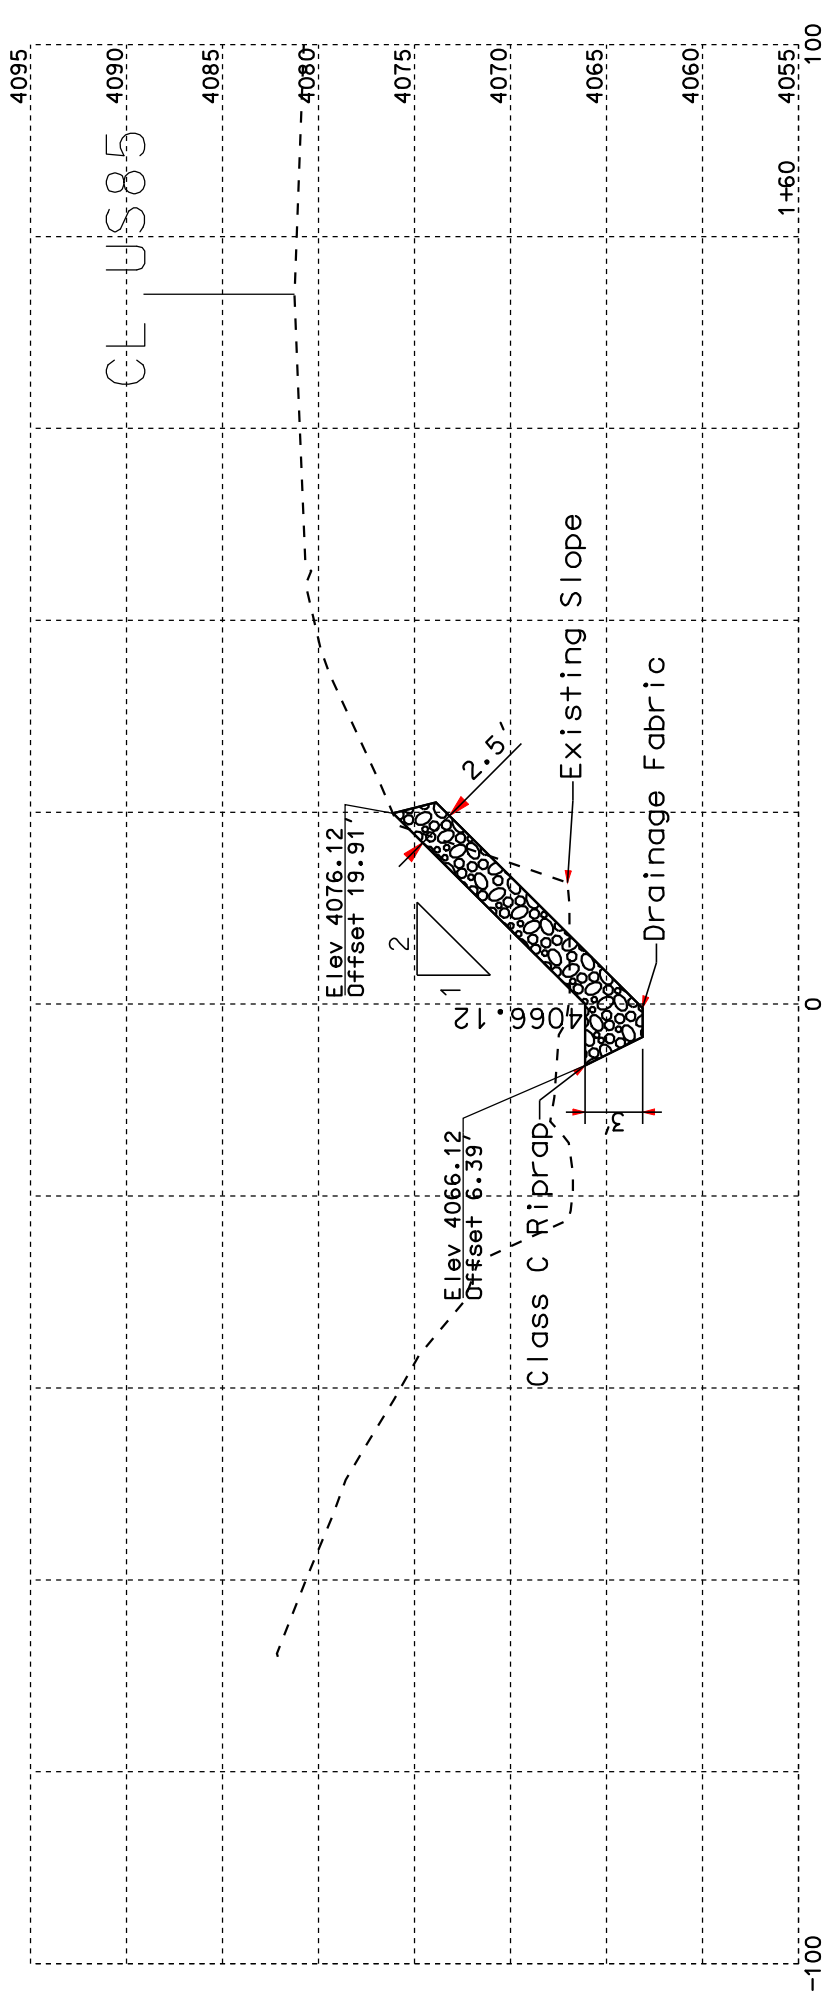 4095
4090
4085
4080
4075
4070
4065
4060
4055
CL US85
Elev 4076.12
Offset 19.91'
2
1
2.5'
Existing Slope
Drainage Fabric
4066.12
Elev 4066.12
Offset 6.39'
Class C Riprap
3'
1+60
-100
0
100